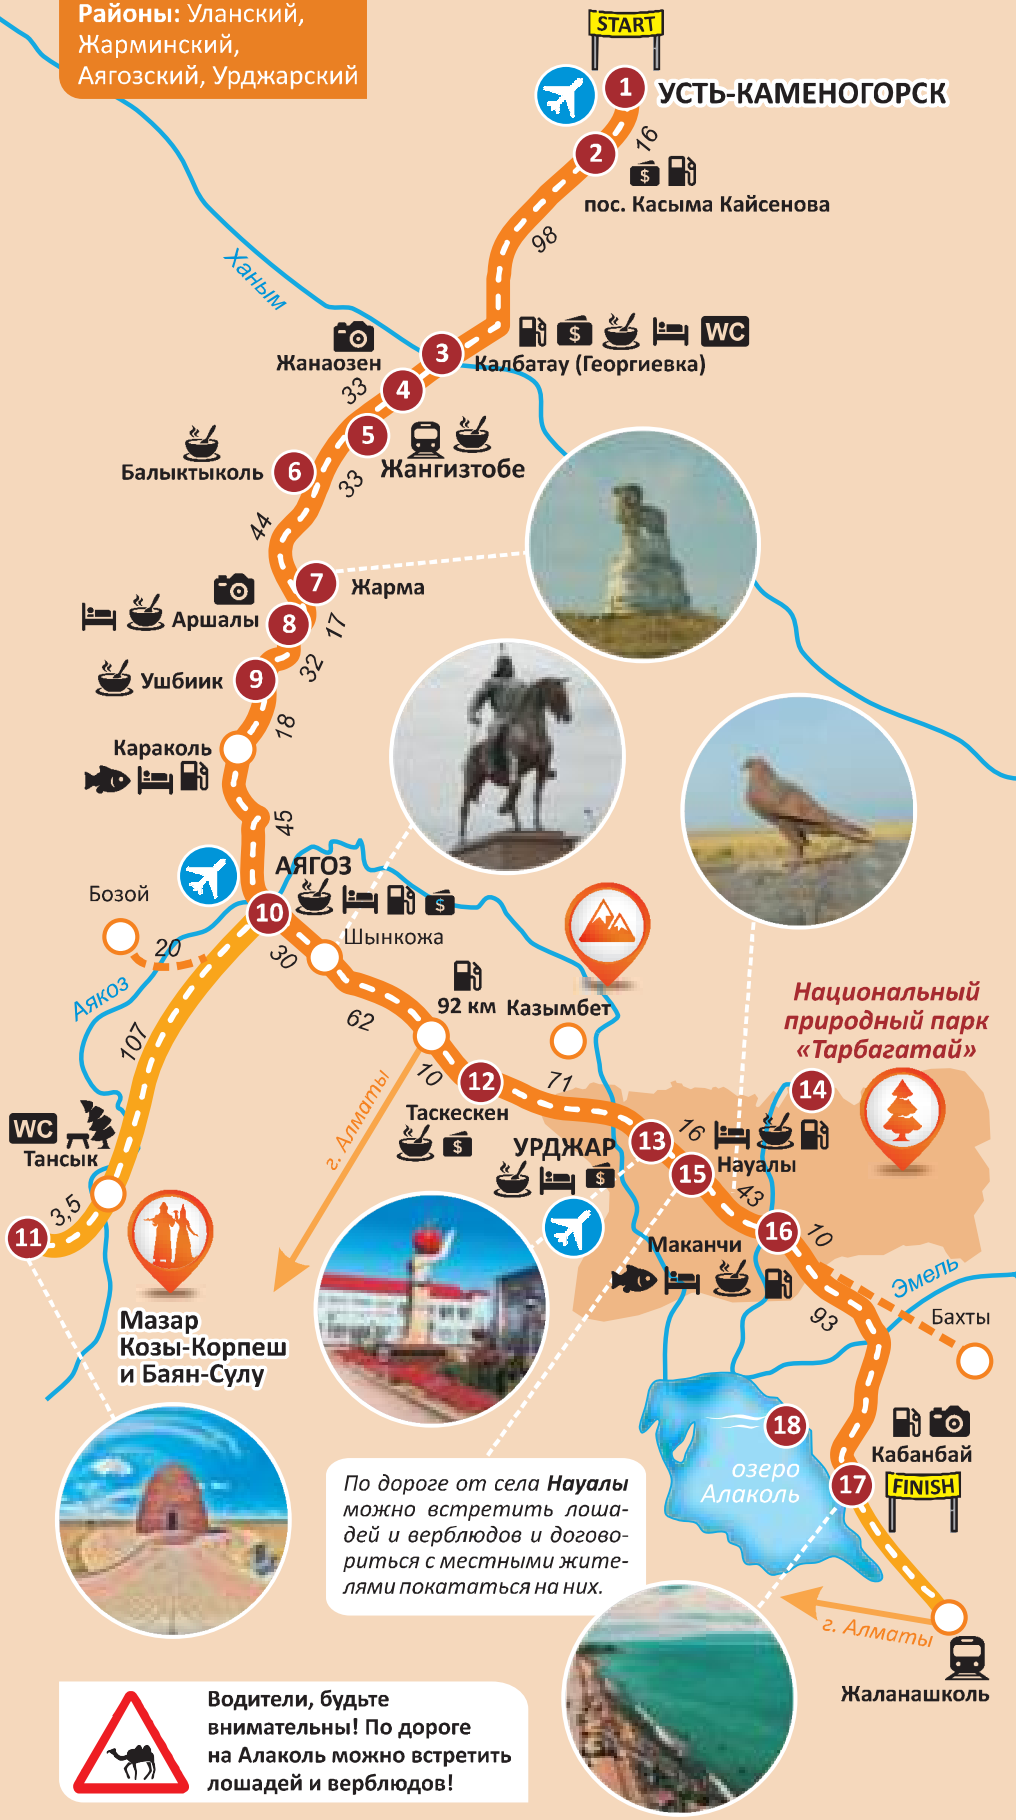 Районы: Уланский,
Жарминский,
Аягозский, Урджарский
START
1
УСТЬ-КАМЕНОГОРСК
16
2
$
пос. Касыма Кайсенова
98
Ханым
$
WC
Жанаозен
3
Калбатау (Георгиевка)
33
4
5
Балыктыколь
6
Жангизтобе
33
44
7
Жарма
Аршалы
8
17
Ушбиик
9
32
18
Караколь
45
АЯГОЗ
Бозой
10
$
20
30
Шынкожа
Аякоз
92 км
Казымбет
62
107
Национальный
природный парк
«Тарбагатай»
10
12
71
14
г. Алматы
Таскескен
$
WC
Тансык
УРДЖАР
13
16
$
Науалы
15
43
3,5
11
16
10
Маканчи
Эмель
93
Бахты
Мазар
Козы-Корпеш
и Баян-Сулу
18
озеро
Алаколь
Кабанбай
17
FINISH
По дороге от села Науалы
можно встретить лоша-
дей и верблюдов и догово-
риться с местными жите-
лями покататься на них.
г. Алматы
Жаланашколь
Водители, будьте
внимательны! По дороге
на Алаколь можно встретить
лошадей и верблюдов!